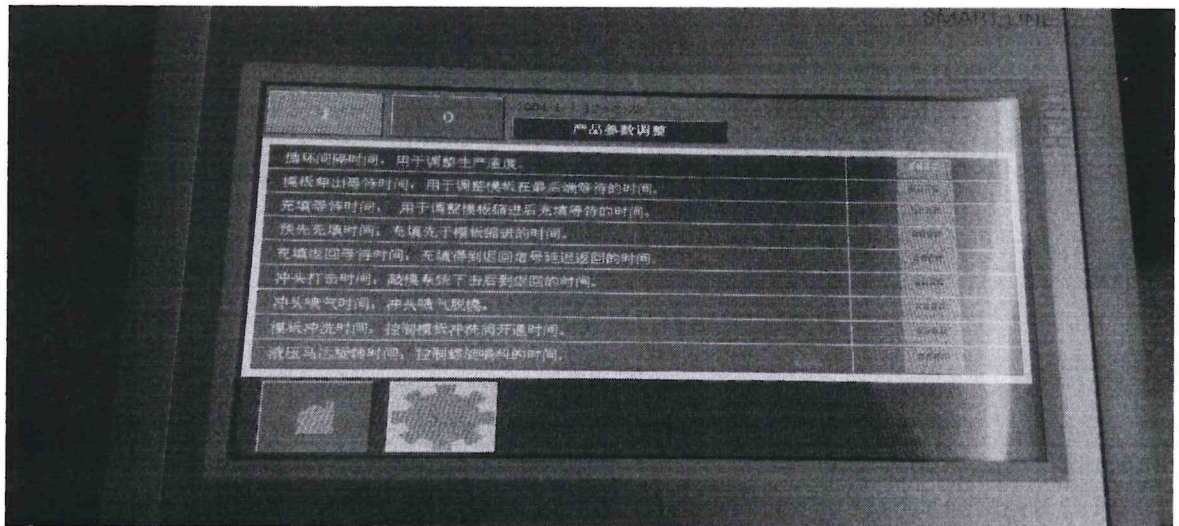 SMART LINE
I
O
产品参数调整
循环间隔时间，用于调整生产速度。
模板伸出等待时间，用于调整模板在最后端等待的时间。
充填等待时间， 用于调整模板缩进后充填等待的时间。
预先充填时间，充填先于模板缩进的时间。
充填返回等待时间，充填得到返回信号延迟返回的时间
冲头打击时间，敲模系统下击后到返回的时间。
冲头喷气时间，冲头喷气脱模。
模板冲洗时间，控制模板冲洗阀开通时间。
液压马达旋转时间，控制螺旋喂料的时间。